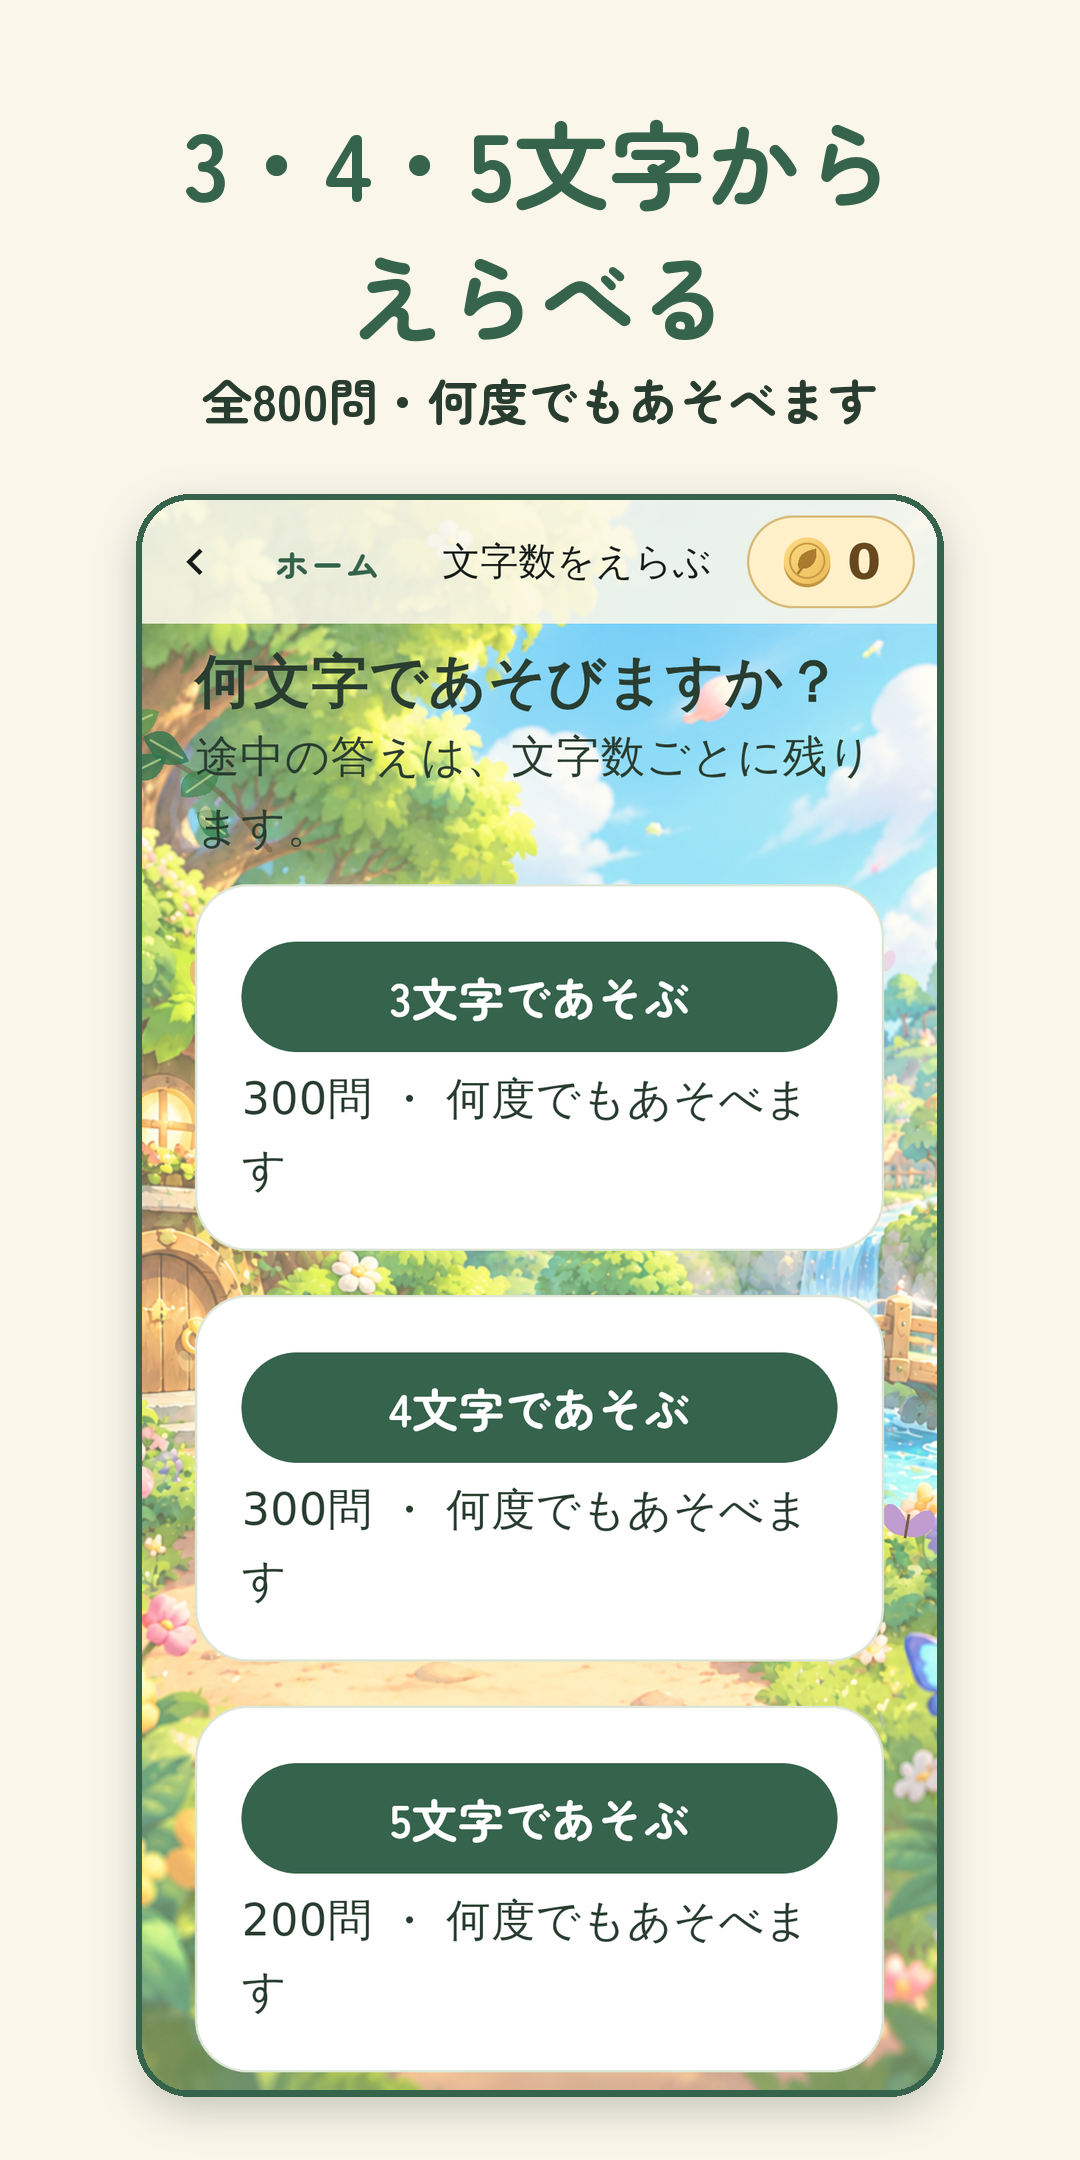 3・4・5文字から
えらべる
全800問・何度でもあそべます
ホーム 文字数をえらぶ 0
何文字であそびますか？
途中の答えは、文字数ごとに残り
ます。
3文字であそぶ
300問 ・ 何度でもあそべま
す
4文字であそぶ
300問 ・ 何度でもあそべま
す
5文字であそぶ
200問 ・ 何度でもあそべま
す